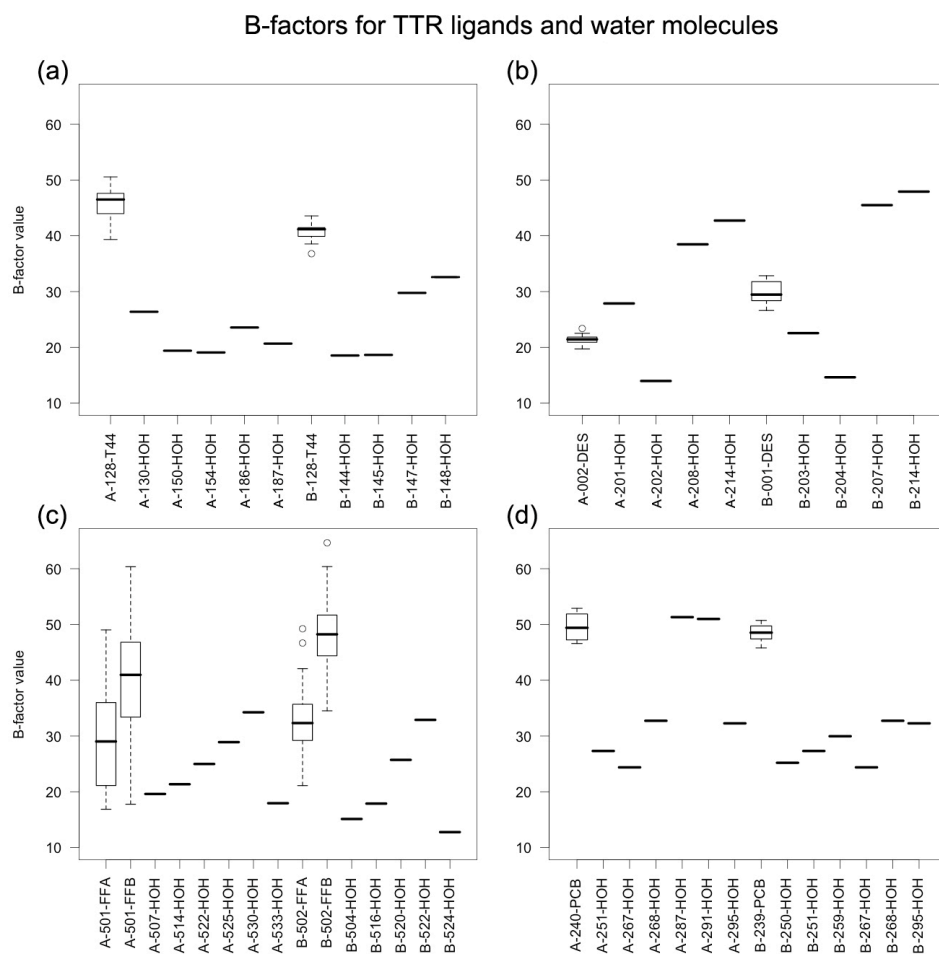 B-factors for TTR ligands and water molecules
(a)
B-factor value
60
50
40
30
20
10
A-128-T44
A-130-HOH
A-150-HOH
A-154-HOH
A-186-HOH
A-187-HOH
B-128-T44
B-144-HOH
B-145-HOH
B-147-HOH
B-148-HOH
(b)
60
50
40
30
20
10
A-002-DES
A-201-HOH
A-202-HOH
A-208-HOH
A-214-HOH
B-001-DES
B-203-HOH
B-204-HOH
B-207-HOH
B-214-HOH
(c)
B-factor value
60
50
40
30
20
10
A-501-FFA
A-501-FFB
A-507-HOH
A-514-HOH
A-522-HOH
A-525-HOH
A-530-HOH
A-533-HOH
B-502-FFA
B-502-FFB
B-504-HOH
B-516-HOH
B-520-HOH
B-522-HOH
B-524-HOH
(d)
60
50
40
30
20
10
A-240-PCB
A-251-HOH
A-267-HOH
A-268-HOH
A-287-HOH
A-291-HOH
A-295-HOH
B-239-PCB
B-250-HOH
B-251-HOH
B-259-HOH
B-267-HOH
B-268-HOH
B-295-HOH